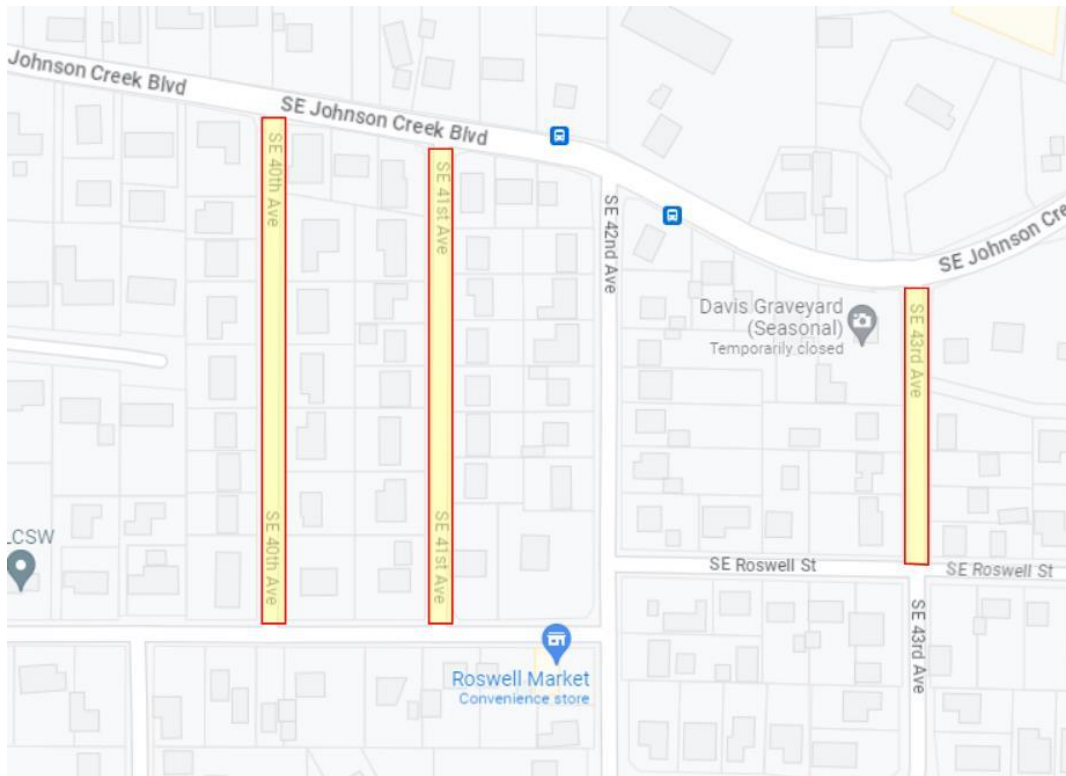 Johnson Creek Blvd
SE Johnson Creek Blvd
SE 40th Ave
SE 41st Ave
SE 42nd Ave
SE Johnson Cre
Davis Graveyard
(Seasonal)
Temporarily closed
SE 43rd Ave
SE 40th Ave
SE 41st Ave
LCSW
SE Roswell St
SE Roswell St
SE 43rd Ave
Roswell Market
Convenience store